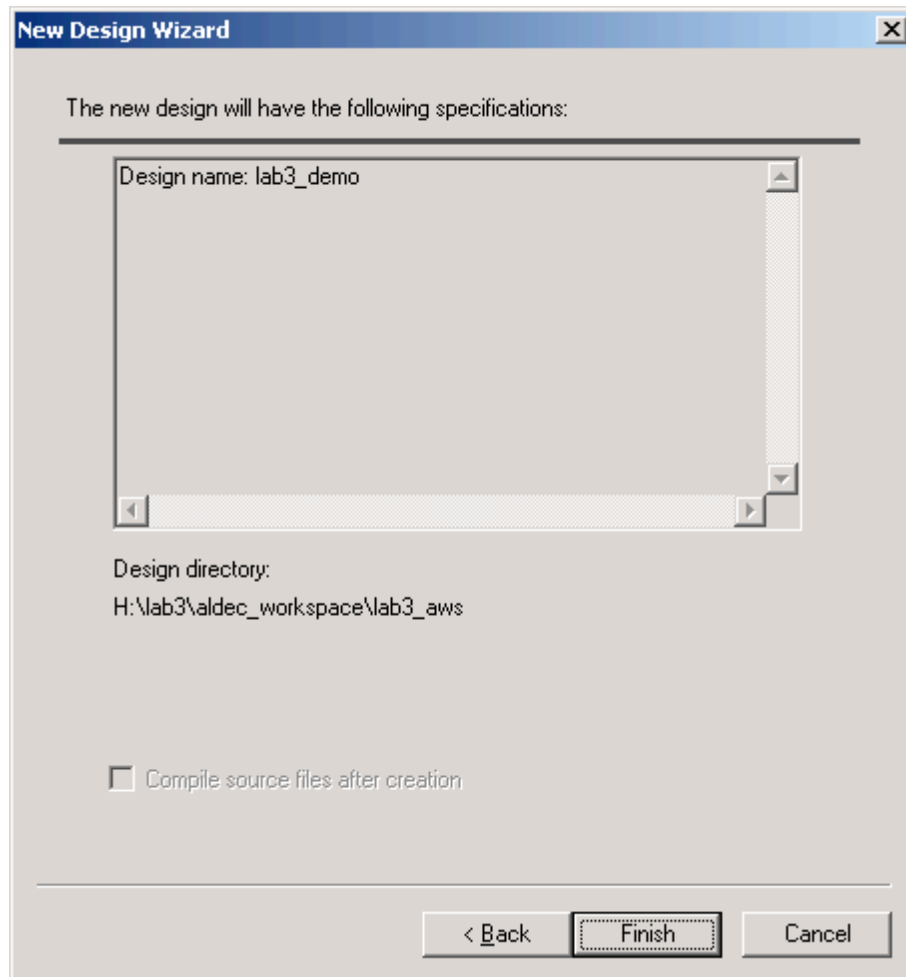 New Design Wizard
The new design will have the following specifications:
Design name: lab3_demo
Design directory:
H:\lab3\aldec_workspace\lab3_aws
Compile source files after creation
< Back
Finish
Cancel